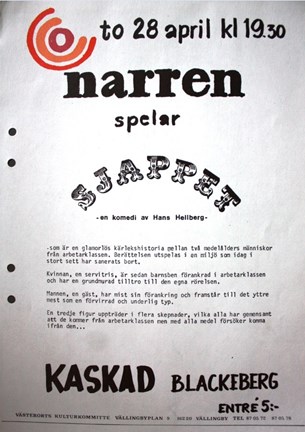 to 28 april kl 19.30
narren
spelar
SJAPPET
-en komedi av Hans Hellberg-
-som är en glamorlös kärlekshistoria mellan två medelålders människor
från arbetarklassen. Berättelsen utspelas i en miljö som idag i
stort sett har sanerats bort.
Kvinnan, en servitris, är sedan barnsben förankrad i arbetarklassen
och har en grundmurad tilltro till den egna rörelsen.
Mannen, en gäst, har mist sin förankring och framstår till det yttre
nest som en förvirrad och underlig typ.
En tredje figur uppträder i flera skepnader, vilka alla har gemensamt
att de kommer från arbetarklassen men med alla medel försöker komma
ifrån den...
KASKAD BLACKEBERG
ENTRÉ 5:-
VÄSTERORTS KULTURKOMMITTE VÄLLINGBYPLAN VÄLLINGBY TEL